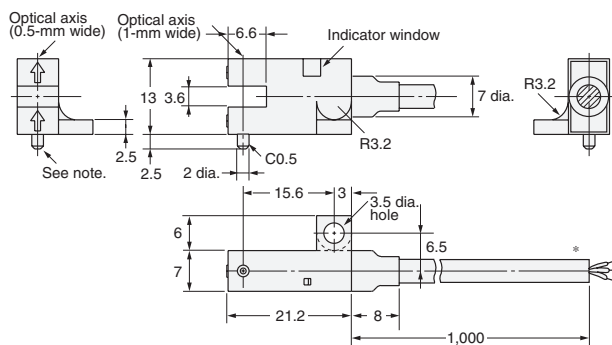 Optical axis
(0.5-mm wide)
Optical axis
(1-mm wide)
6.6
Indicator window
13
3.6
7 dia.
R3.2
R3.2
2.5
2.5
See note.
2 dia.
C0.5
15.6
3
3.5 dia.
hole
6
6.5
7
*
21.2
8
1,000